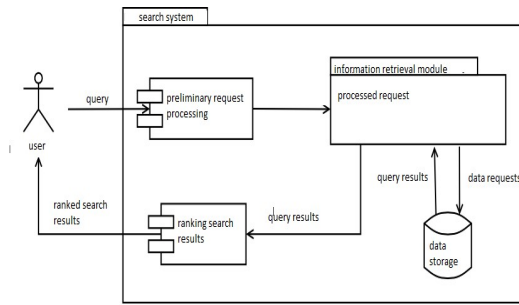 search system
information retrieval module
query
preliminary request
processing
processed request
user
query results
data requests
ranked search
results
ranking search
results
query results
data
storage